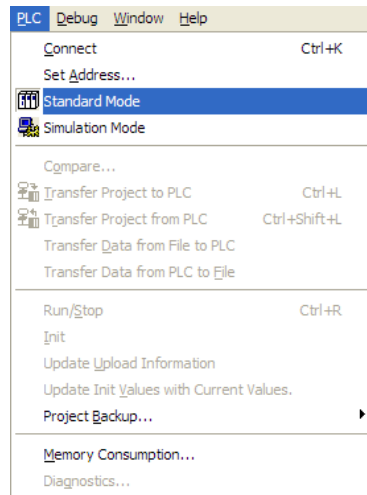 PLC Debug Window Help
Connect Ctrl+K
Set Address...
Standard Mode
Simulation Mode
Compare...
Transfer Project to PLC Ctrl+L
Transfer Project from PLC Ctrl+Shift+L
Transfer Data from File to PLC
Transfer Data from PLC to File
Run/Stop Ctrl+R
Init
Update Upload Information
Update Init Values with Current Values.
Project Backup...
Memory Consumption...
Diagnostics...